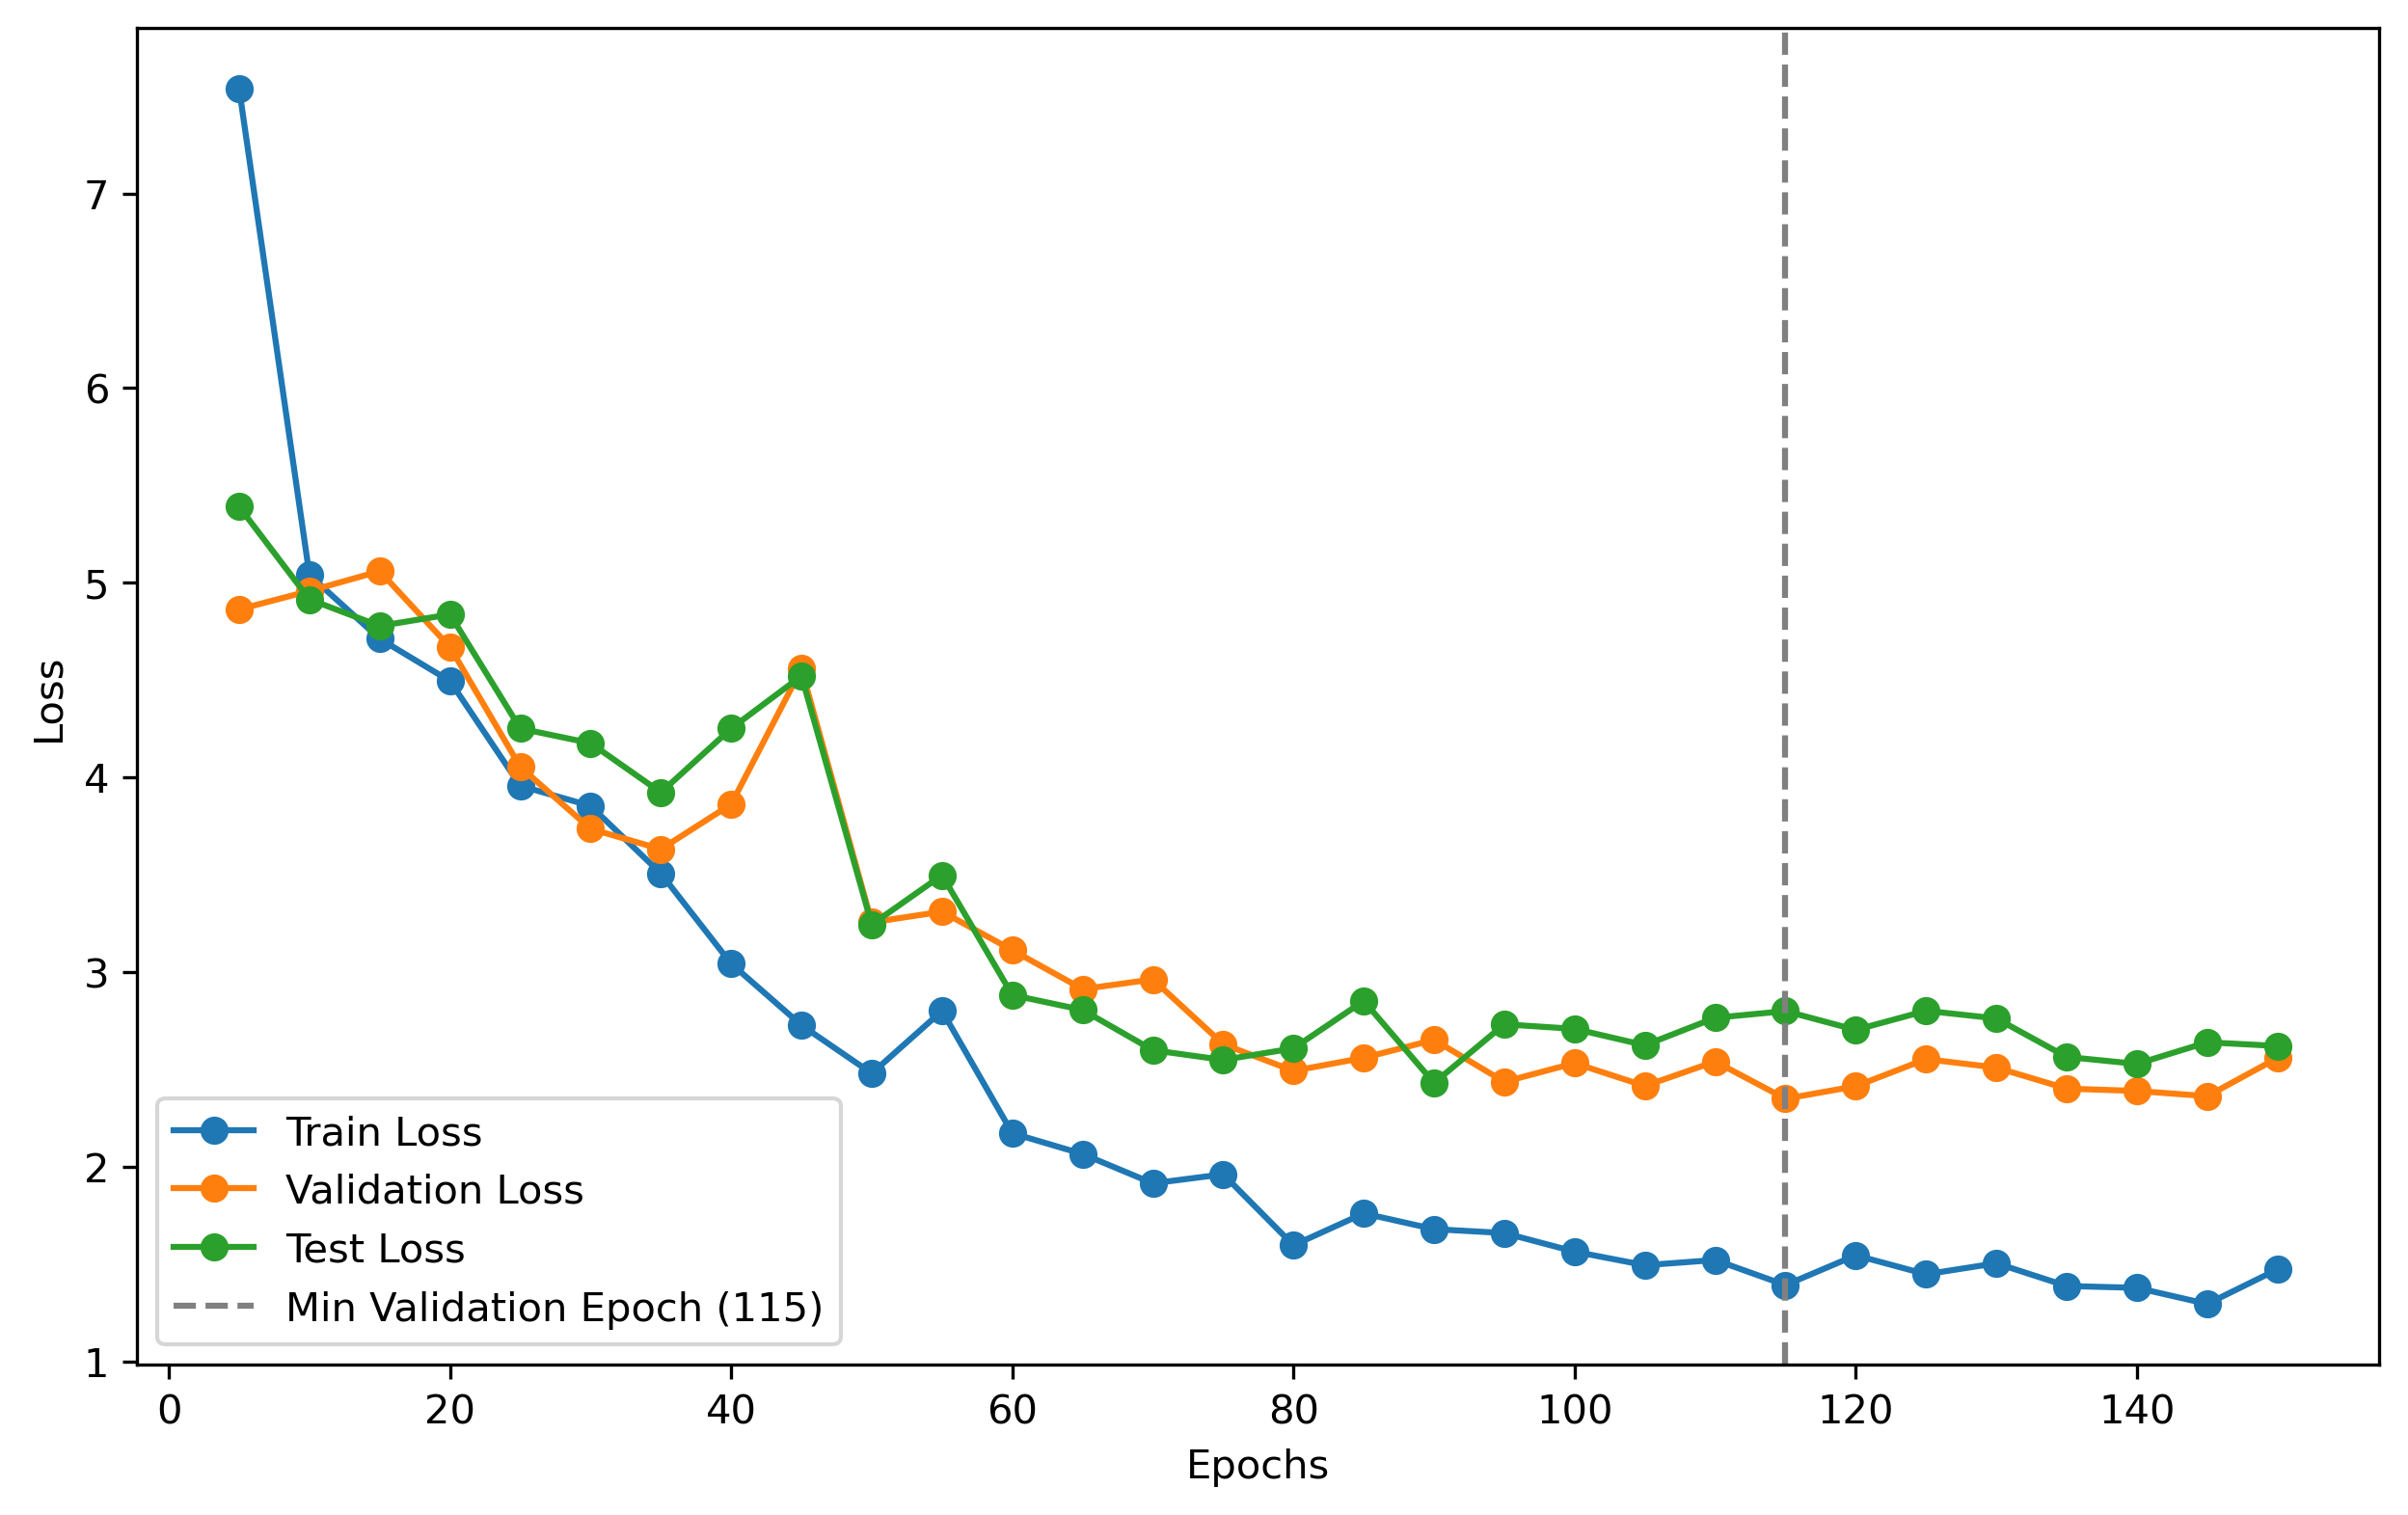 7
6
5
4
3
2
1
Loss
Train Loss
Validation Loss
Test Loss
Min Validation Epoch (115)
0 20 40 60 80 100 120 140
Epochs